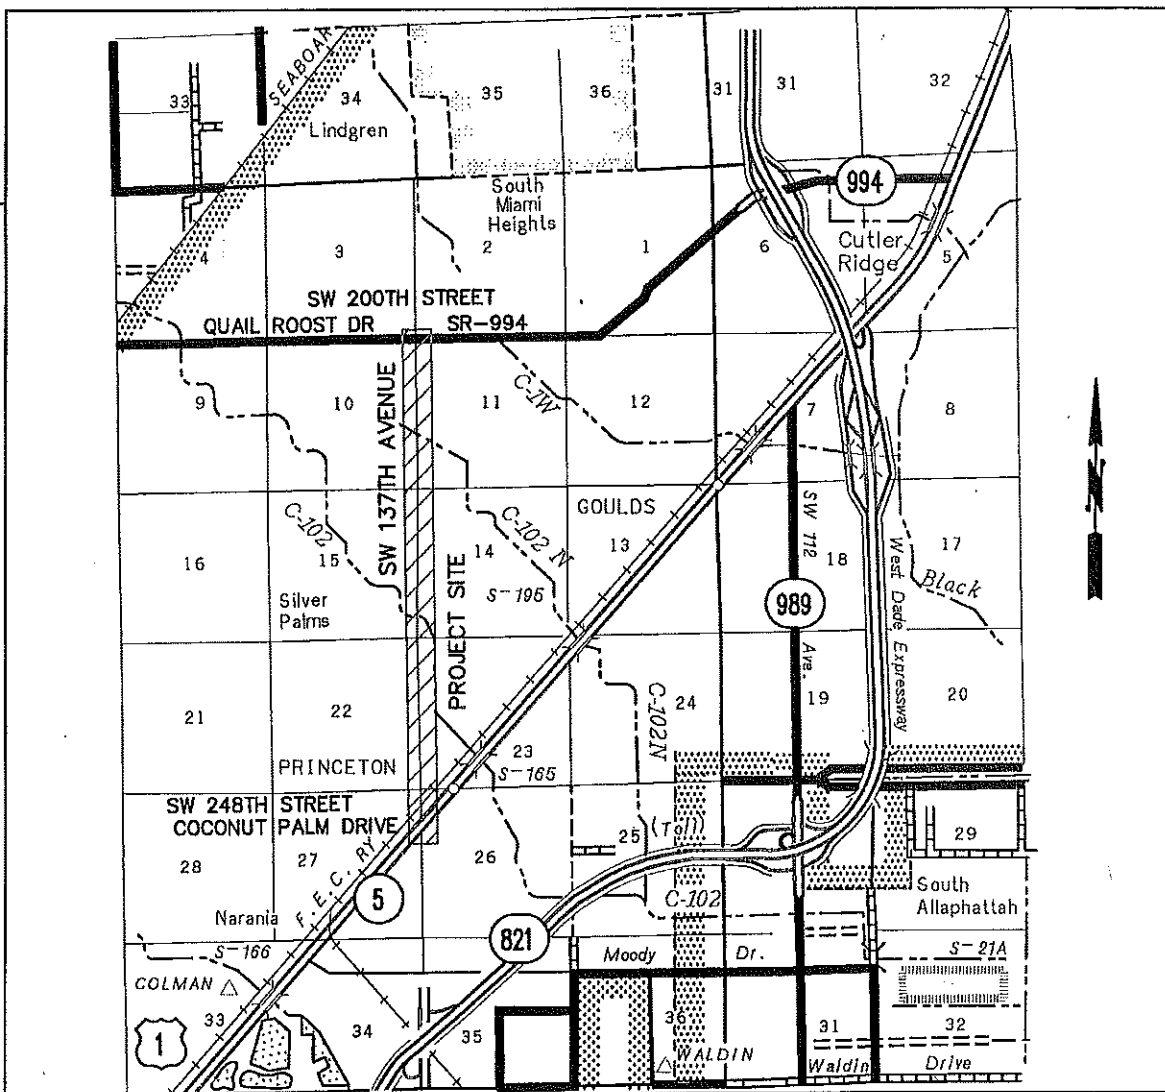 SEABOAR
33
34
35
36
31
31
32
Lindgren
994
South
Miami
Heights
Cutler
Ridge
4
3
2
1
6
5
SW 200TH STREET
QUAIL ROOST DR
SR-994
SW 137TH AVENUE
C-1W
9
10
11
12
7
8
N
C-102
C-102 N
GOULDS
SW 112
Ave.
16
15
14
13
18
17
S-195
West Dade Expressway
Black
Silver
Palms
989
PROJECT SITE
21
22
23
24
19
20
C-102N
PRINCETON
S-165
SW 248TH STREET
COCONUT PALM DRIVE
28
27
26
25
(Toll)
29
F.E.C. RY
5
C-102
South
Allaphattah
Narania
S-166
821
Moody
Dr.
S-21A
COLMAN
33
34
35
36
31
32
1
WALDIN
Waldin
Drive